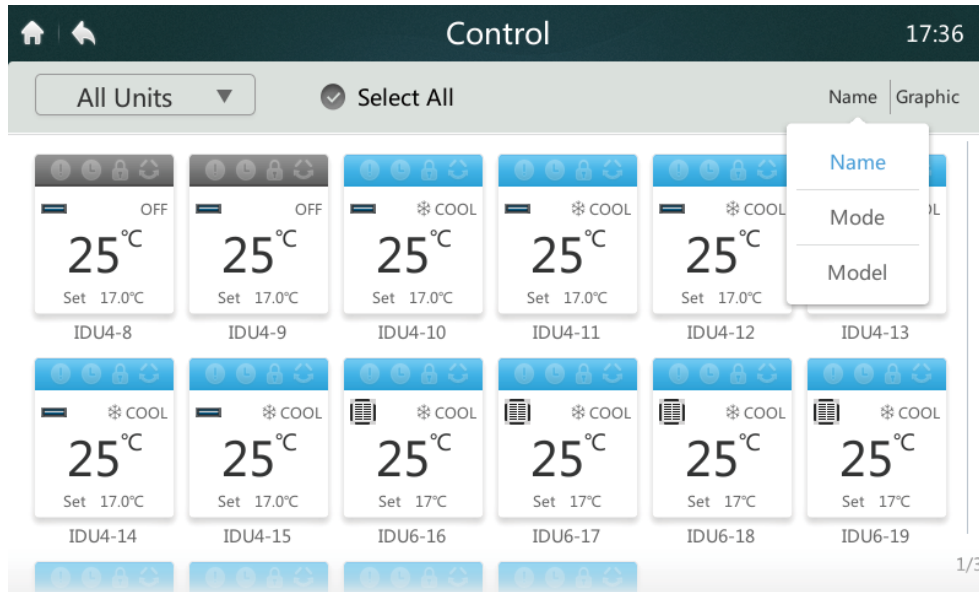 Control 17:36
All Units Select All Name Graphic
Name
Mode
Model
OFF OFF COOL COOL COOL OL
25℃ 25℃ 25℃ 25℃ 25℃
Set 17.0℃ Set 17.0℃ Set 17.0℃ Set 17.0℃ Set 17.0℃
IDU4-8 IDU4-9 IDU4-10 IDU4-11 IDU4-12 IDU4-13
COOL COOL COOL COOL COOL COOL
25℃ 25℃ 25℃ 25℃ 25℃ 25℃
Set 17.0℃ Set 17.0℃ Set 17℃ Set 17℃ Set 17℃ Set 17℃
IDU4-14 IDU4-15 IDU6-16 IDU6-17 IDU6-18 IDU6-19
1/3